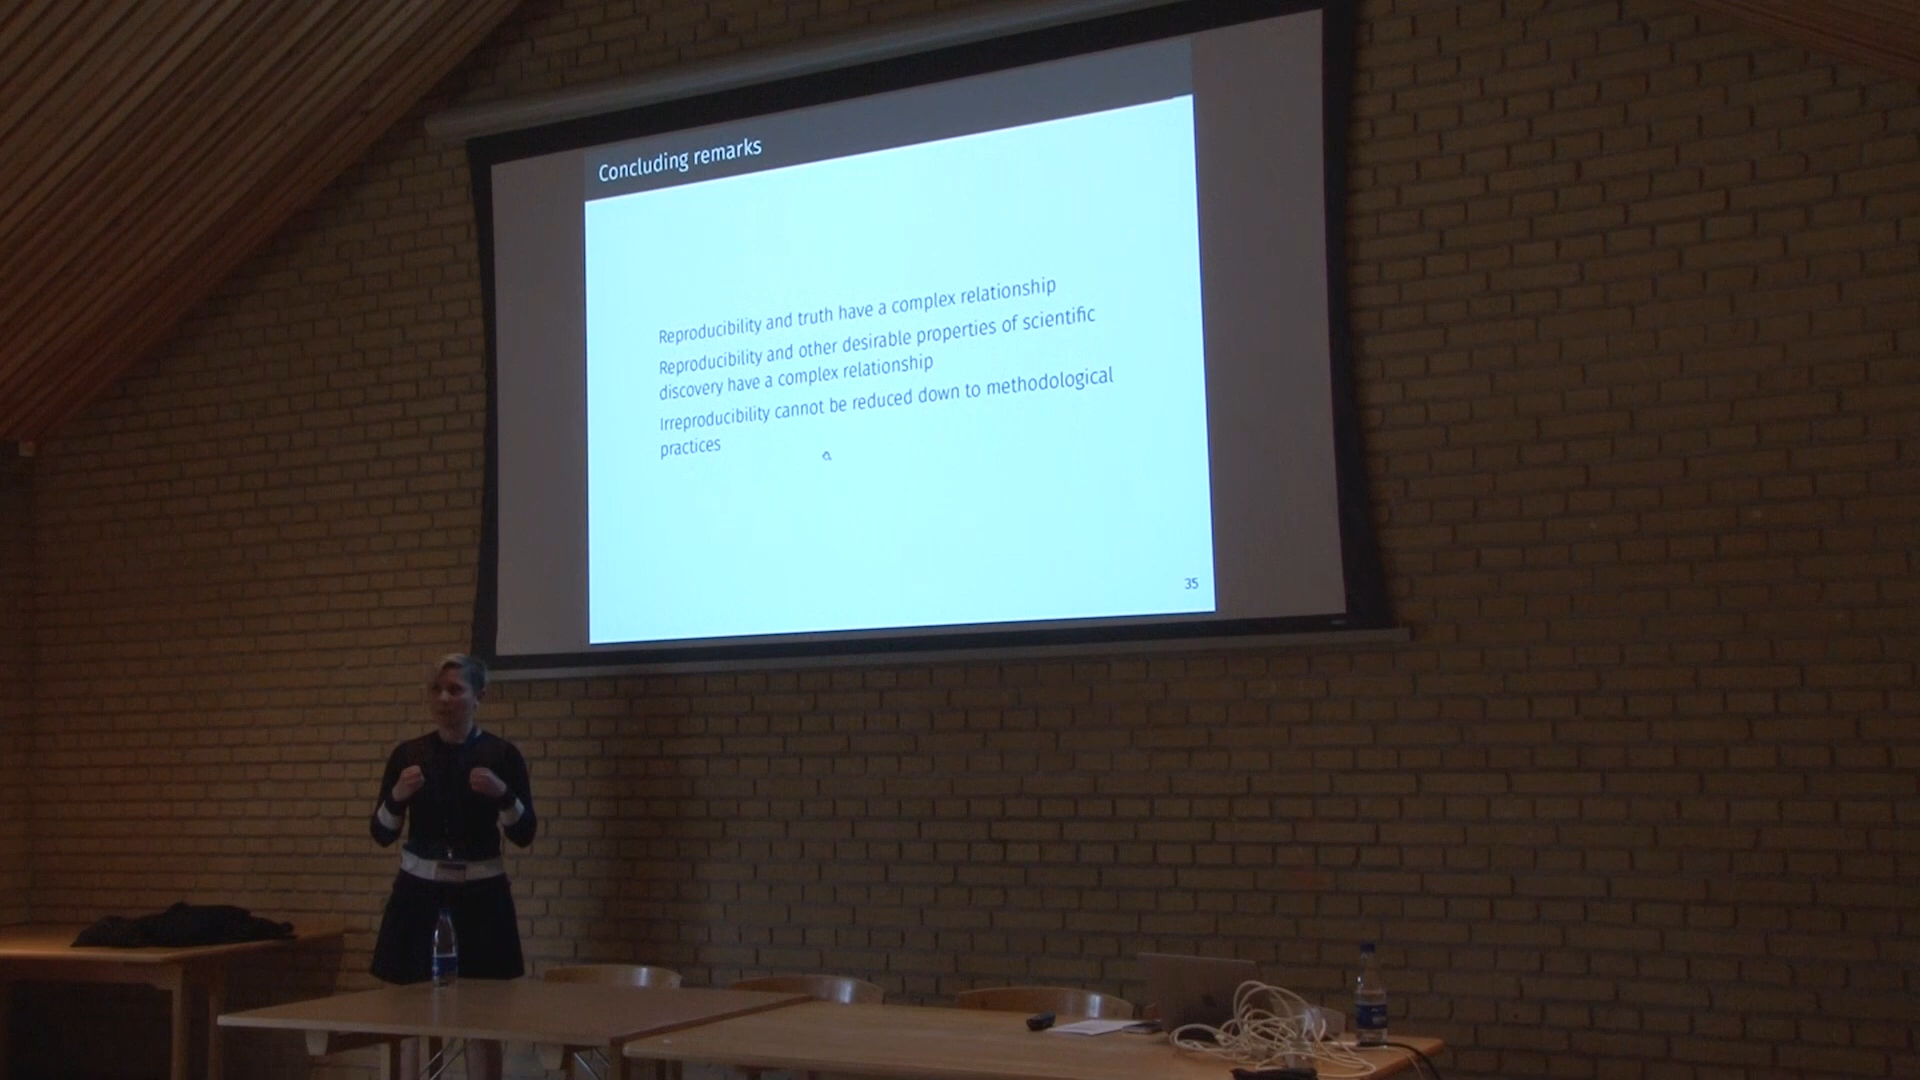 Concluding remarks
Reproducibility and truth have a complex relationship
Reproducibility and other desirable properties of scientific
discovery have a complex relationship
Irreproducibility cannot be reduced down to methodological
practices
35